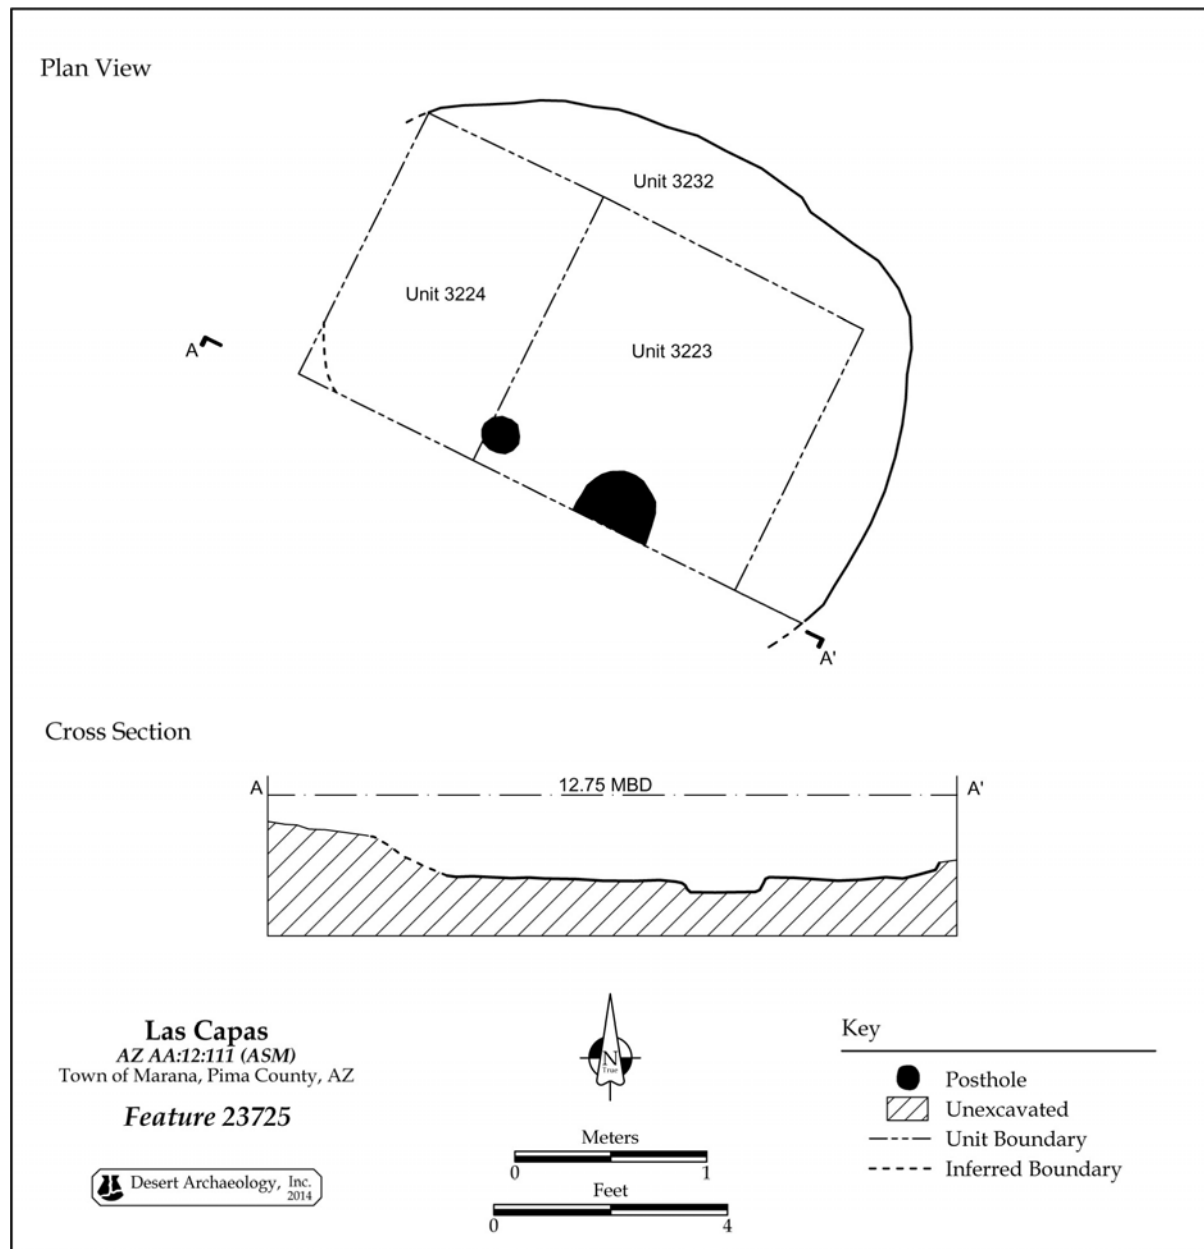 Plan View
Unit 3232
Unit 3224
Unit 3223
A
A'
Cross Section
A
12.75 MBD
A'
Las Capas
AZ AA:12:111 (ASM)
Town of Marana, Pima County, AZ
Feature 23725
Desert Archaeology, Inc.
2014
N
True
Meters
0 1
Feet
0 4
Key
Posthole
Unexcavated
Unit Boundary
Inferred Boundary